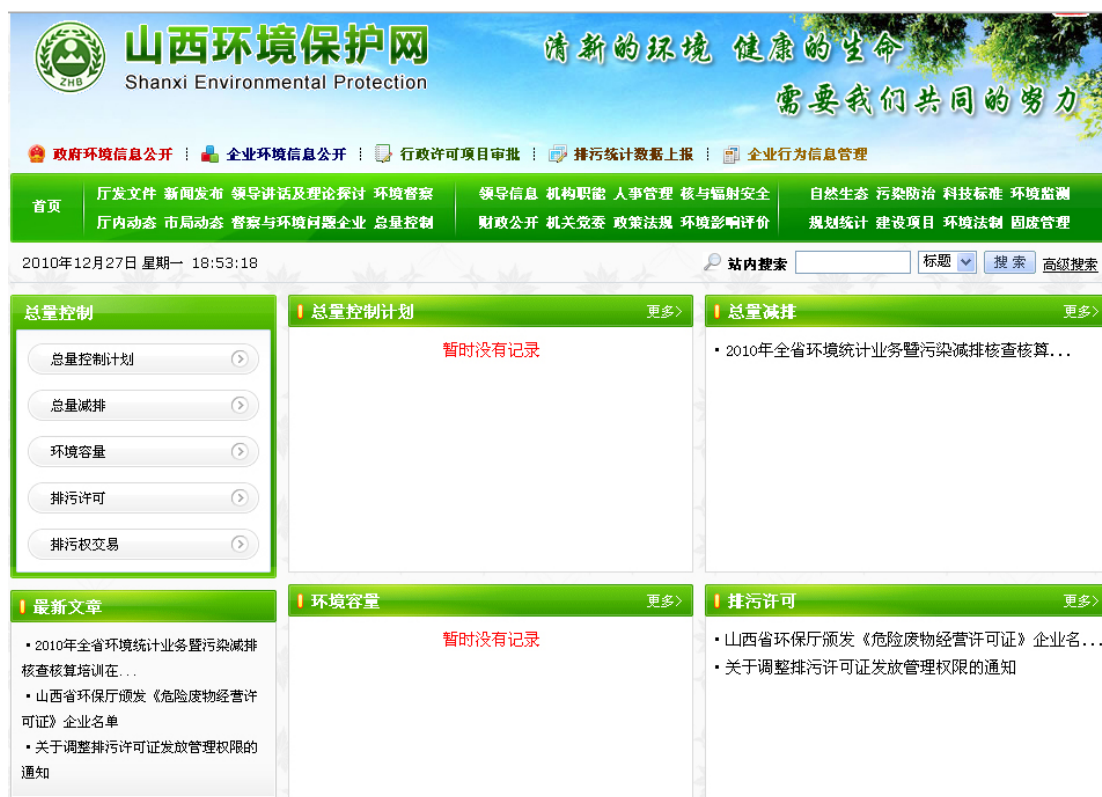 山西环境保护网
Shanxi Environmental Protection
ZHB
清新的环境 健康的生命
需要我们共同的努力
政府环境信息公开 企业环境信息公开 行政许可项目审批 排污统计数据上报 企业行为信息管理
首页
厅发文件 新闻发布 领导讲话及理论探讨 环境督察 领导信息 机构职能 人事管理 核与辐射安全 自然生态 污染防治 科技标准 环境监测
厅内动态 市局动态 督察与环境问题企业 总量控制 财政公开 机关党委 政策法规 环境影响评价 规划统计 建设项目 环境法制 固废管理
2010年12月27日 星期一 18:53:18 站内搜索 标题 搜索 高级搜索
总量控制
总量控制计划
总量减排
环境容量
排污许可
排污权交易
总量控制计划 更多>
暂时没有记录
总量减排 更多>
·2010年全省环境统计业务暨污染减排核查核算...
最新文章
·2010年全省环境统计业务暨污染减排
核查核算培训在...
·山西省环保厅颁发《危险废物经营许
可证》企业名单
·关于调整排污许可证发放管理权限的
通知
环境容量 更多>
暂时没有记录
排污许可 更多>
·山西省环保厅颁发《危险废物经营许可证》企业名...
·关于调整排污许可证发放管理权限的通知